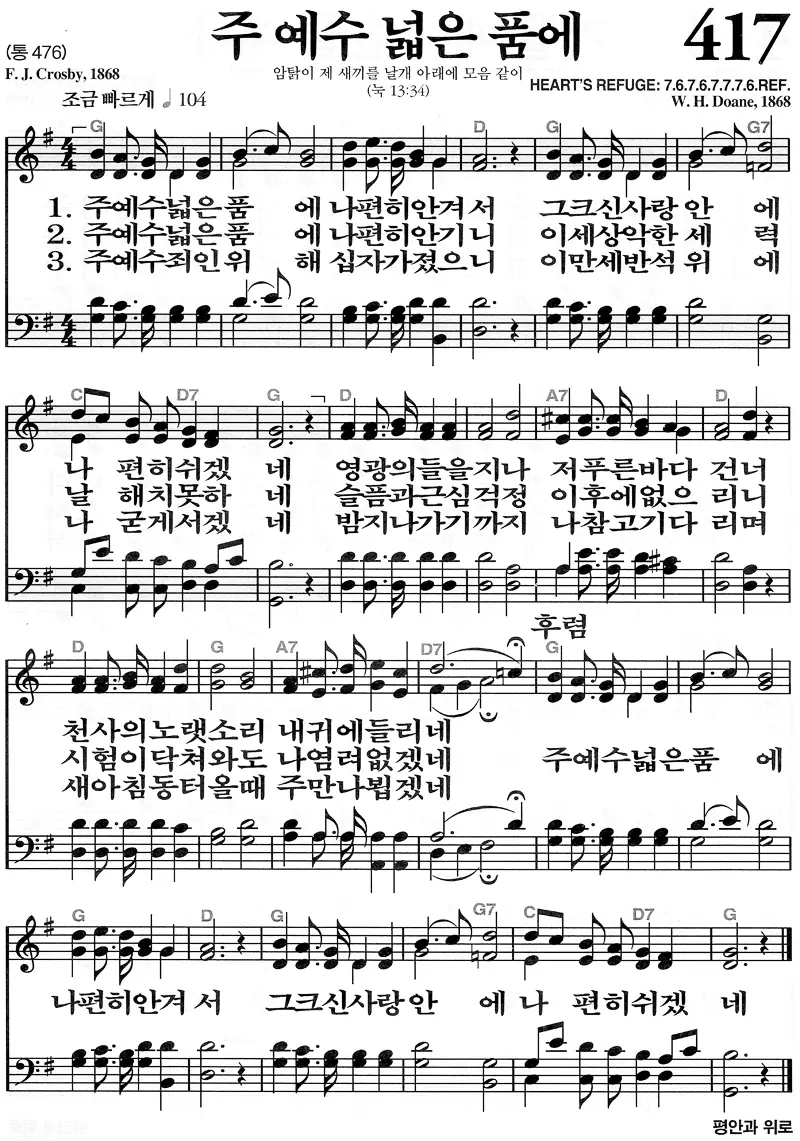 주 예수 넓은 품에 417
(통 476)
F. J. Crosby, 1868
암탉이 제 새끼를 날개 아래에 모음 같이
(눅 13:34)
HEART'S REFUGE: 7.6.7.6.7.7.7.6.REF.
W. H. Doane, 1868
조금 빠르게 ♩ 104
G D G G7
1. 주예수넓은품 에 나편히안겨서 그크신사랑 안 에
2. 주예수넓은품 에 나편히안기니 이세상악한 세 력
3. 주예수죄인위 해 십자가졌으니 이만세반석 위 에
C D7 G D A7 D
나 편히쉬겠 네 영광의들을지나 저푸른바다 건너
날 해치못하 네 슬픔과근심걱정 이후에없으 리니
나 굳게서겠 네 밤지나가기까지 나참고기다 리며
후렴
D G A7 D7 G
천사의노랫소리 내귀에들리네
시험이닥쳐와도 나염려없겠네 주예수넓은품 에
새아침동터올때 주만나뵙겠네
G D G G7 C D7 G
나편히안겨 서 그크신사랑안 에 나 편히쉬겠 네
평안과 위로